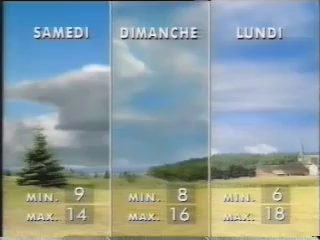 SAMEDI DIMANCHE LUNDI
MIN. 9 MIN. 8 MIN. 6
MAX. 14 MAX. 16 MAX. 18